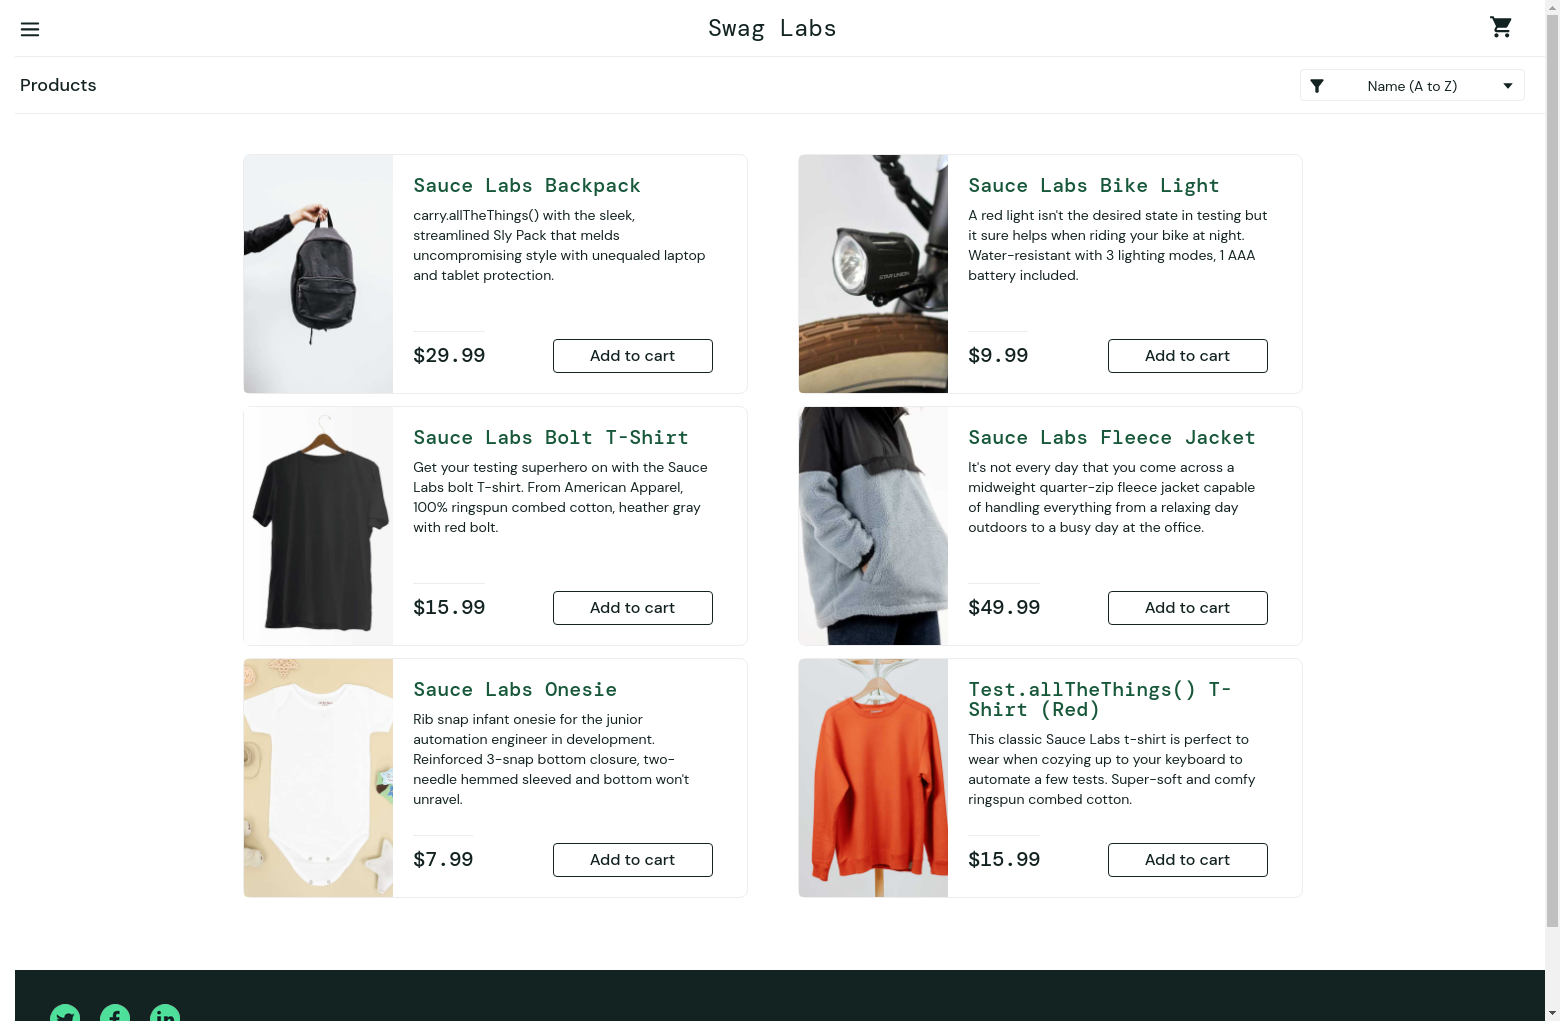 Swag Labs
Products
Name (A to Z)
Sauce Labs Backpack
carry.allTheThings() with the sleek,
streamlined Sly Pack that melds
uncompromising style with unequaled laptop
and tablet protection.
$29.99
Add to cart
Sauce Labs Bike Light
A red light isn't the desired state in testing but
it sure helps when riding your bike at night.
Water-resistant with 3 lighting modes, 1 AAA
battery included.
$9.99
Add to cart
STAR UNION
Sauce Labs Bolt T-Shirt
Get your testing superhero on with the Sauce
Labs bolt T-shirt. From American Apparel,
100% ringspun combed cotton, heather gray
with red bolt.
$15.99
Add to cart
Sauce Labs Fleece Jacket
It's not every day that you come across a
midweight quarter-zip fleece jacket capable
of handling everything from a relaxing day
outdoors to a busy day at the office.
$49.99
Add to cart
Sauce Labs Onesie
Rib snap infant onesie for the junior
automation engineer in development.
Reinforced 3-snap bottom closure, two-
needle hemmed sleeved and bottom won't
unravel.
$7.99
Add to cart
Test.allTheThings() T-
Shirt (Red)
This classic Sauce Labs t-shirt is perfect to
wear when cozying up to your keyboard to
automate a few tests. Super-soft and comfy
ringspun combed cotton.
$15.99
Add to cart